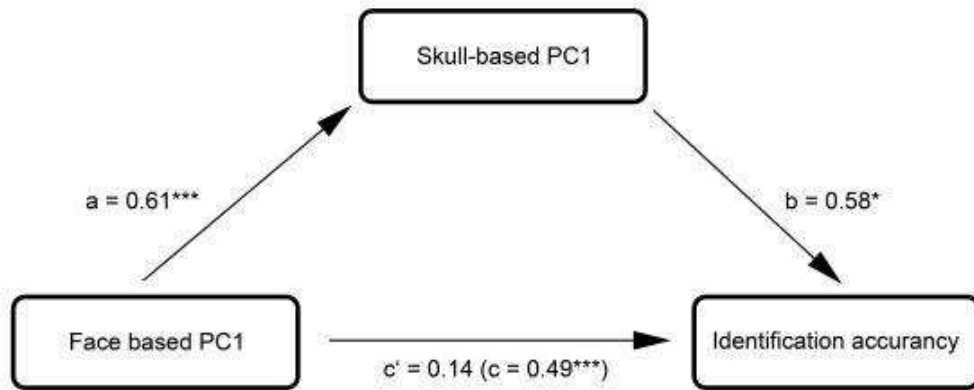 Skull-based PC1
a = 0.61***
b = 0.58*
Face based PC1
Identification accurancy
c‘ = 0.14 (c = 0.49***)